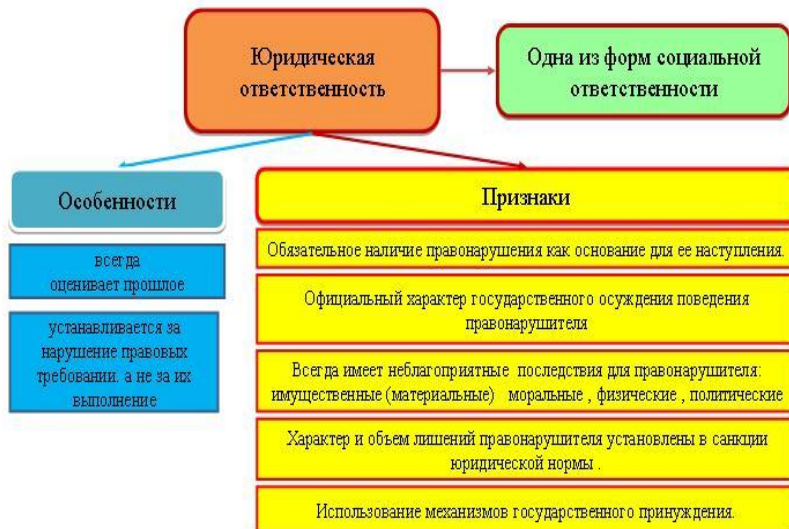 Юридическая
ответственность
Одна из форм социальной
ответственности
Особенности
всегда
оценивает прошлое
устанавливается за
нарушение правовых
требовании. а не за их
выполнение
Признаки
Обязательное наличие правонарушения как основание для ее наступления.
Официальный характер государственного осуждения поведения
правонарушителя
Всегда имеет неблагоприятные последствия для правонарушителя:
имущественные (материальные) моральные , физические , политические
Характер и объем лишений правонарушителя установлены в санкции
юридической нормы .
Использование механизмов государственного принуждения.